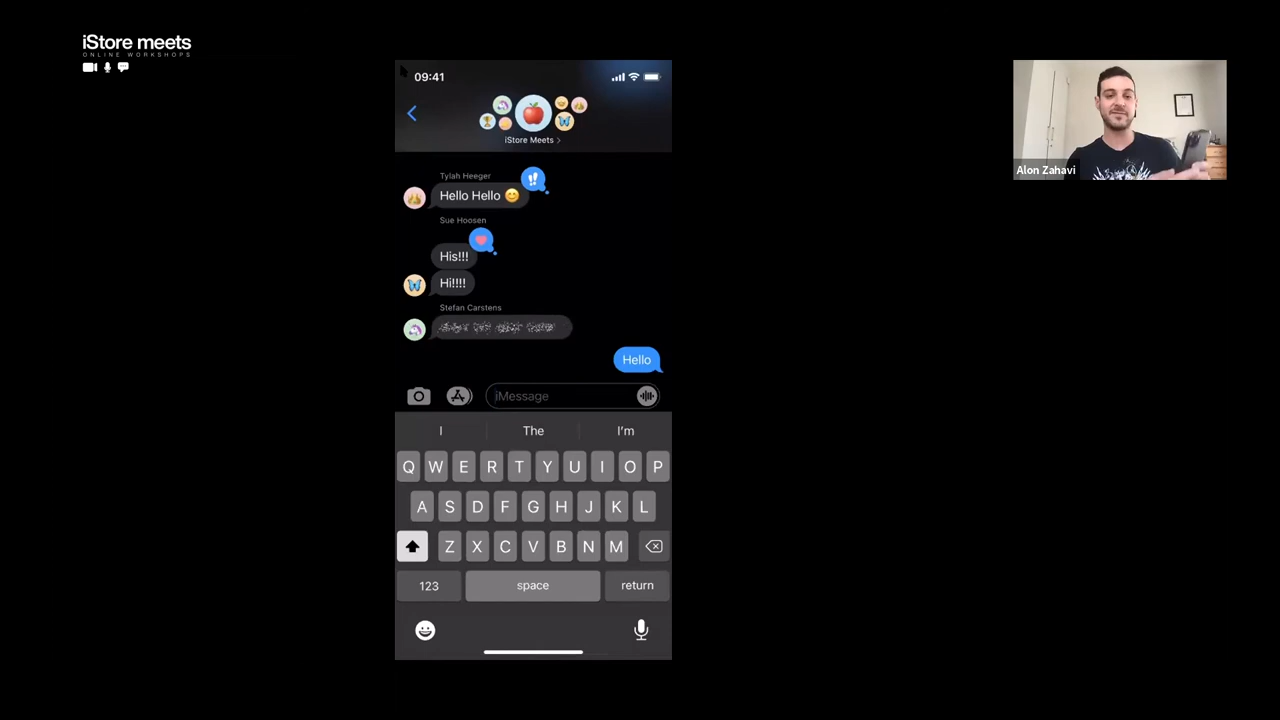 iStore meets
ONLINE WORKSHOPS
09:41
iStore Meets
Alon Zahavi
Tylah Heeger
Hello Hello 😊
Sue Hoosen
His!!!
Hi!!!!
Stefan Carstens
Hello
iMessage
I The I'm
Q W E R T Y U I O P
A S D F G H J K L
Z X C V B N M
123 space return